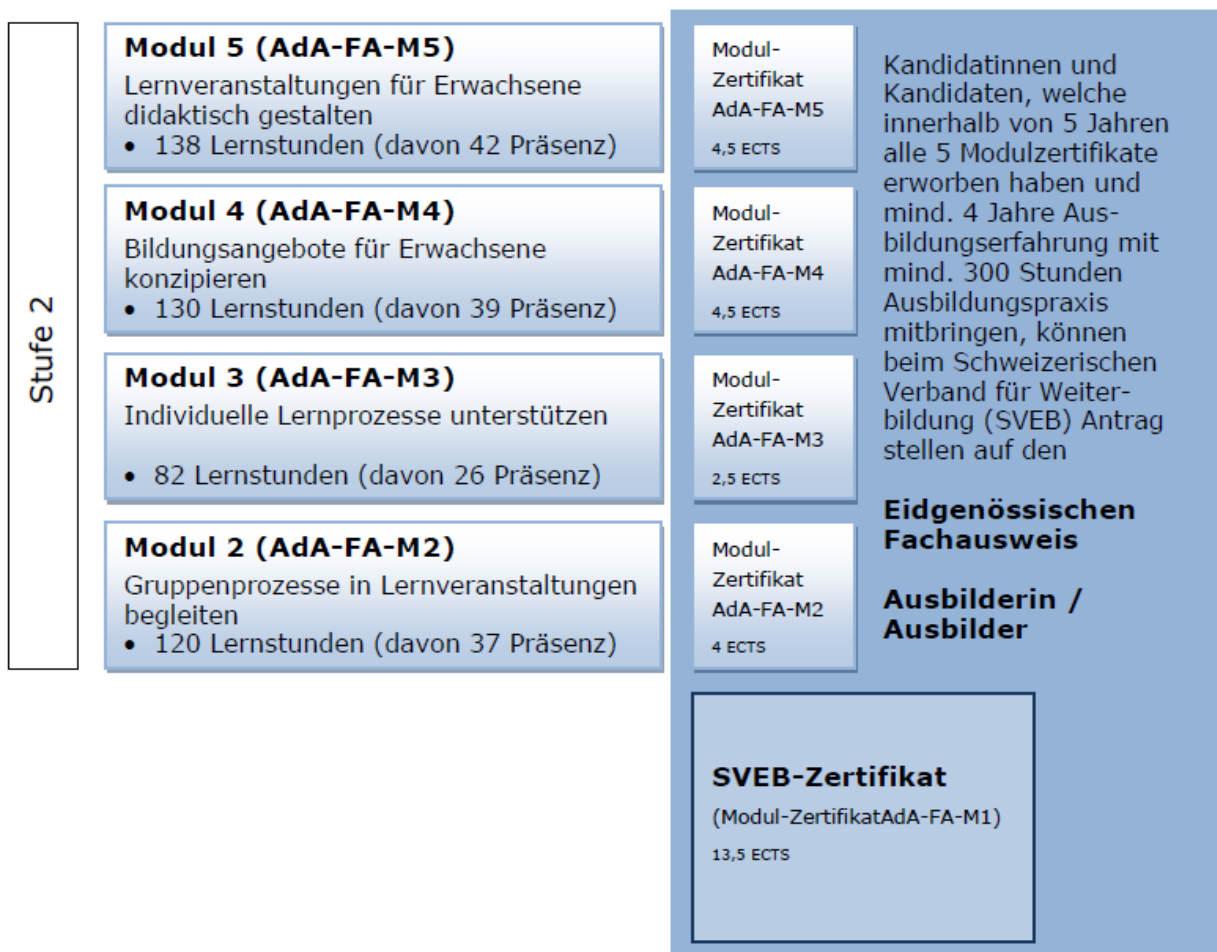 Stufe 2
Modul 5 (AdA-FA-M5)
Lernveranstaltungen für Erwachsene
didaktisch gestalten
• 138 Lernstunden (davon 42 Präsenz)
Modul 4 (AdA-FA-M4)
Bildungsangebote für Erwachsene
konzipieren
• 130 Lernstunden (davon 39 Präsenz)
Modul 3 (AdA-FA-M3)
Individuelle Lernprozesse unterstützen
• 82 Lernstunden (davon 26 Präsenz)
Modul 2 (AdA-FA-M2)
Gruppenprozesse in Lernveranstaltungen
begleiten
• 120 Lernstunden (davon 37 Präsenz)
Modul-
Zertifikat
AdA-FA-M5
4,5 ECTS
Modul-
Zertifikat
AdA-FA-M4
4,5 ECTS
Modul-
Zertifikat
AdA-FA-M3
2,5 ECTS
Modul-
Zertifikat
AdA-FA-M2
4 ECTS
Kandidatinnen und
Kandidaten, welche
innerhalb von 5 Jahren
alle 5 Modulzertifikate
erworben haben und
mind. 4 Jahre Aus-
bildungserfahrung mit
mind. 300 Stunden
Ausbildungspraxis
mitbringen, können
beim Schweizerischen
Verband für Weiter-
bildung (SVEB) Antrag
stellen auf den
Eidgenössischen
Fachausweis
Ausbilderin /
Ausbilder
SVEB-Zertifikat
(Modul-ZertifikatAdA-FA-M1)
13,5 ECTS